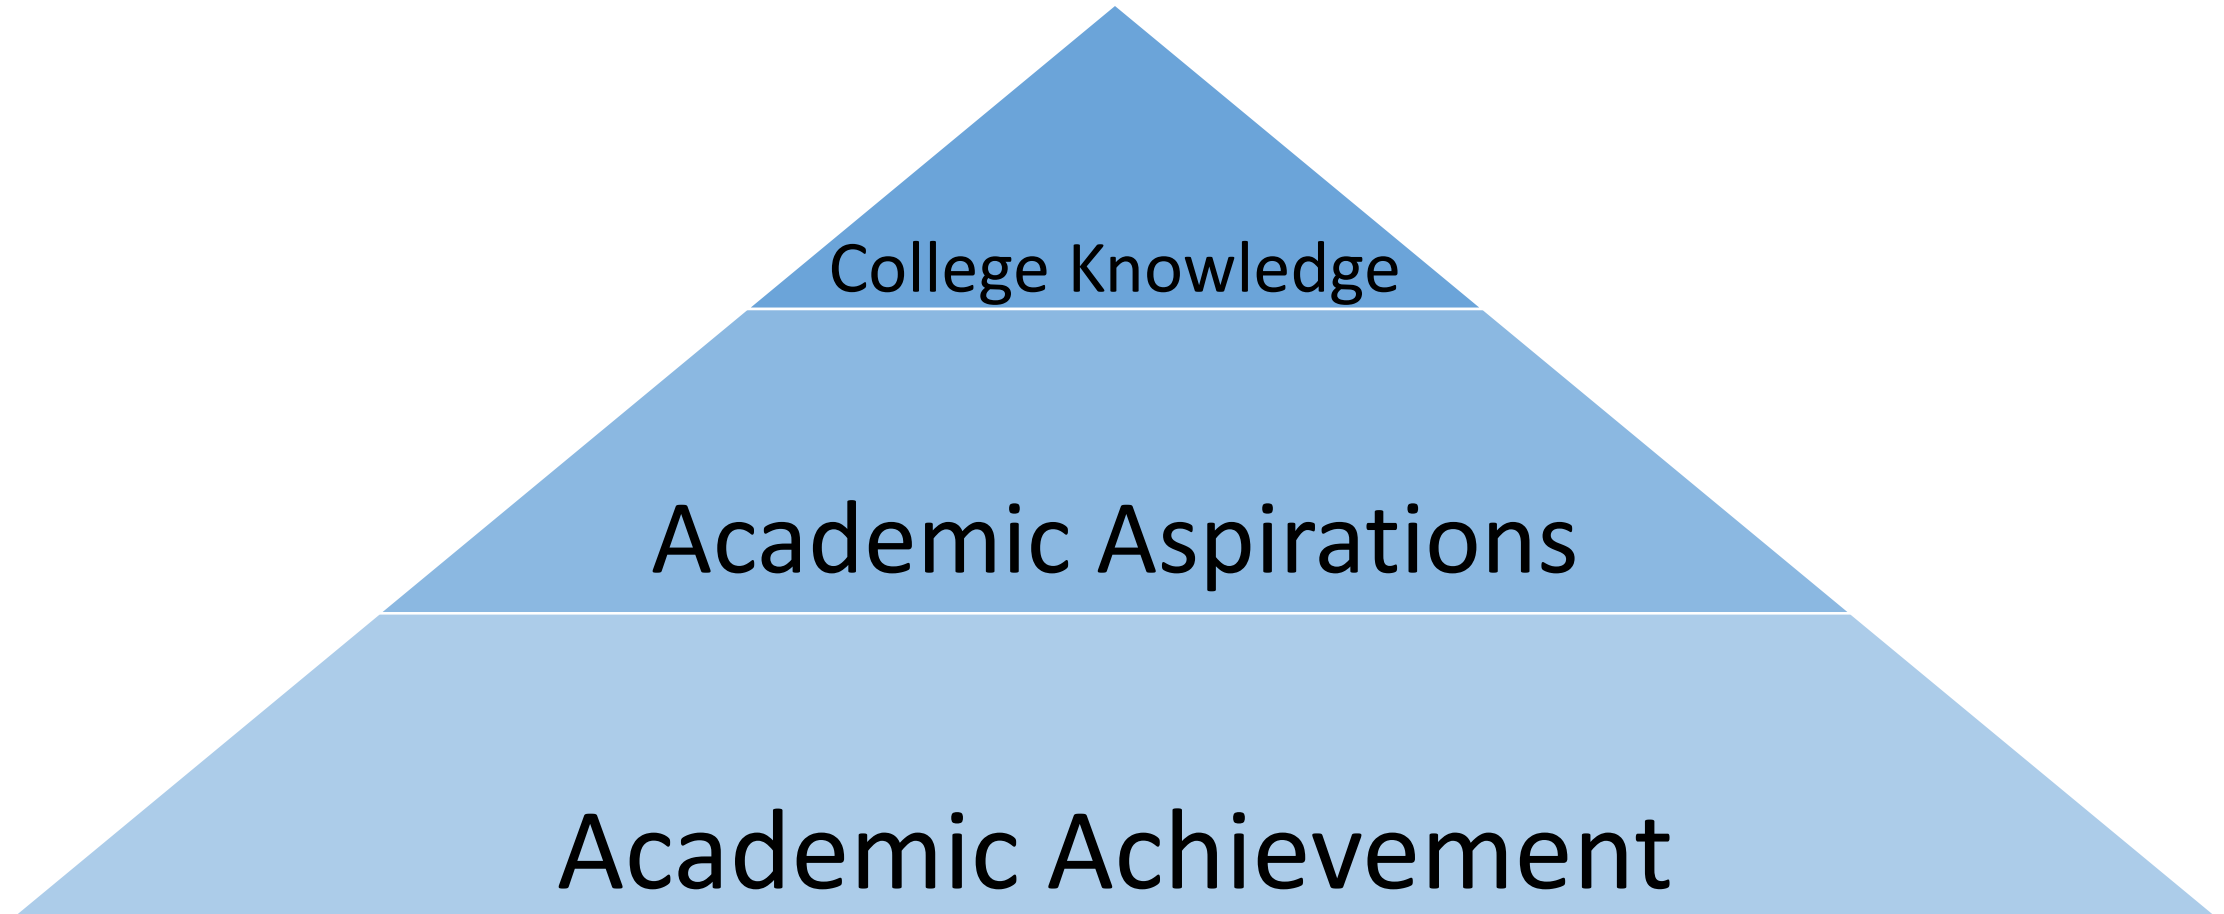 College Knowledge
Academic Aspirations
Academic Achievement